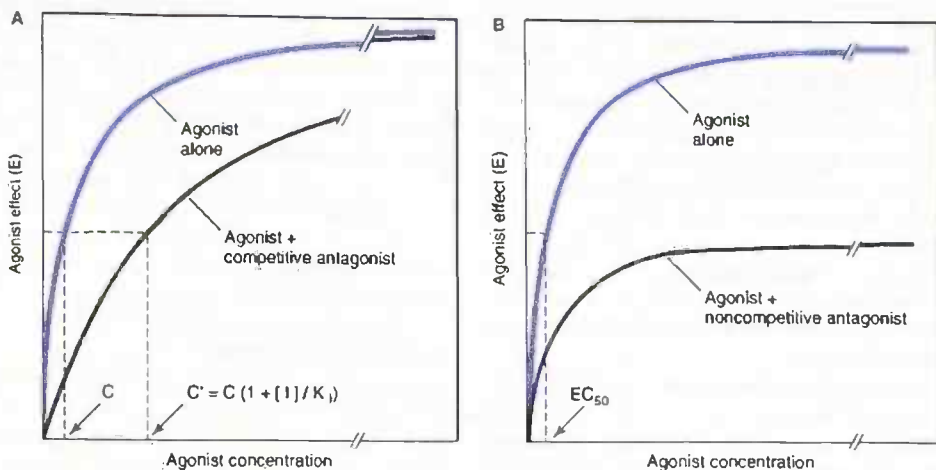 A
Agonist effect (E)
Agonist
alone
Agonist +
competitive antagonist
C
C' = C (1 + [I] / K_i)
Agonist concentration
B
Agonist effect (E)
Agonist
alone
Agonist +
noncompetitive antagonist
EC50
Agonist concentration